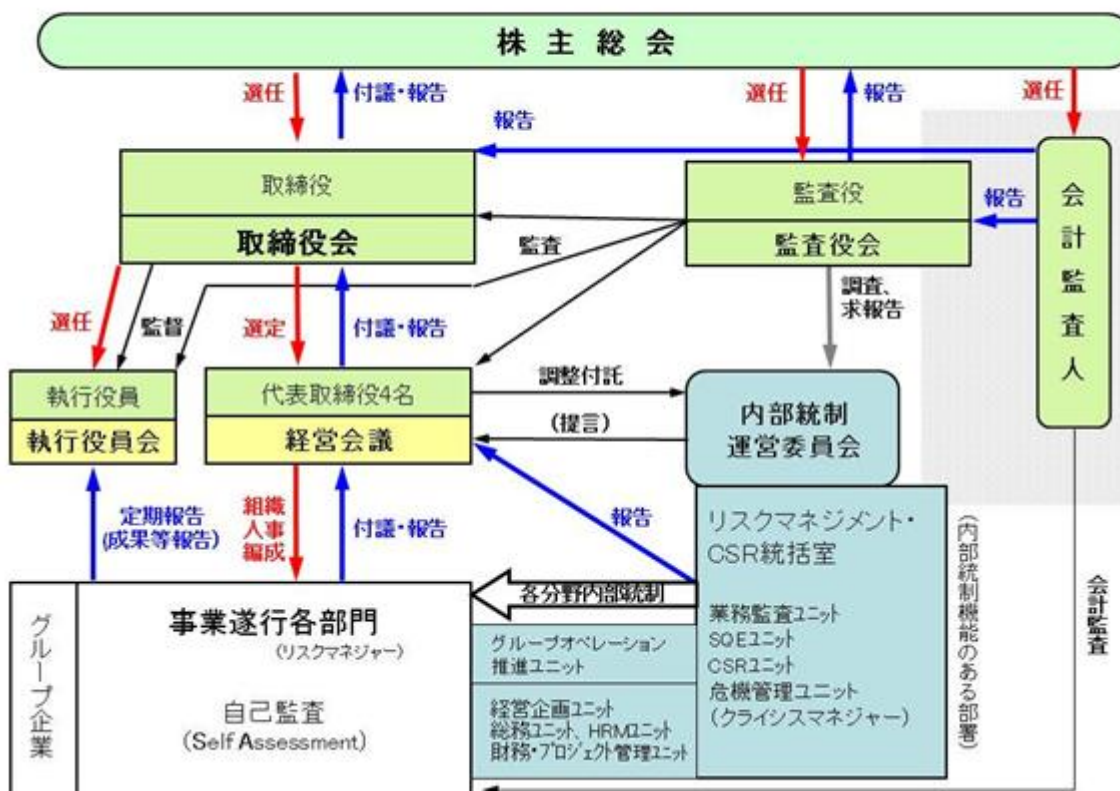 株主総会
選任
付議・報告
選任
報告
選任
報告
取締役
取締役会
監査役
監査役会
報告
会計監査人
監査
選任
監督
選定
付議・報告
調査、
求報告
執行役員
執行役員会
代表取締役4名
経営会議
調整付託
(提言)
内部統制
運営委員会
定期報告
(成果等報告)
組織
人事
編成
付議・報告
報告
リスクマネジメント・
CSR統括室
業務監査ユニット
SQEユニット
CSRユニット
危機管理ユニット
(クライシスマネジャー)
(内部統制機能のある部署)
会計監査
各分野内部統制
グループ企業
事業遂行各部門
(リスクマネジャー)
自己監査
(Self Assessment)
グループオペレーション
推進ユニット
経営企画ユニット
総務ユニット、HRMユニット
財務・プロジェクト管理ユニット